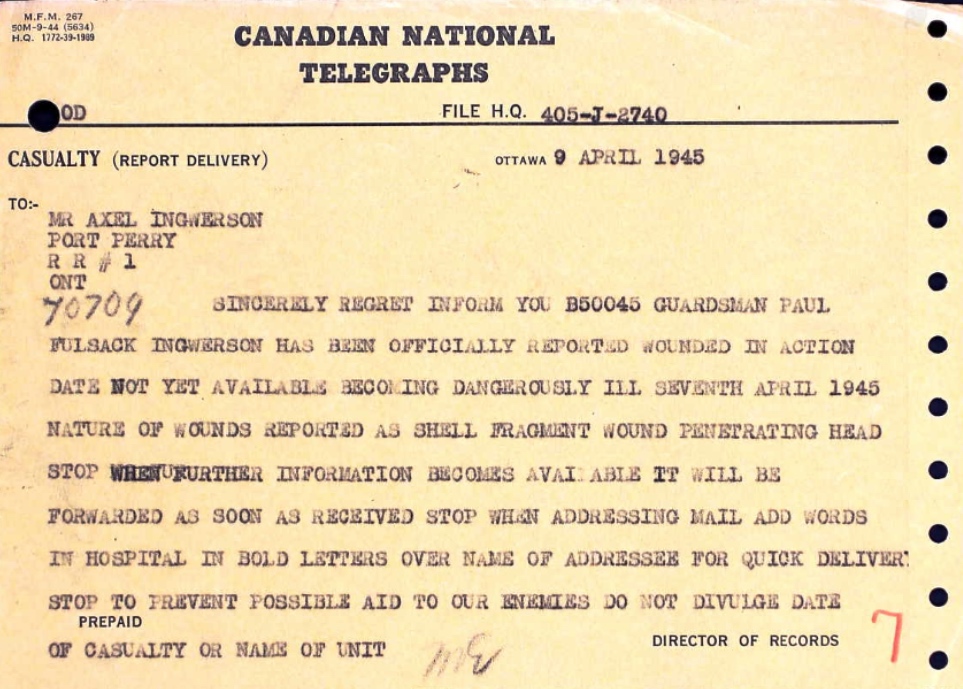 M.F.M. 267
50M-9-44 (5634)
H.Q. 1772-39-1989
CANADIAN NATIONAL
TELEGRAPHS
OD
FILE H.Q. 405-J-2740
CASUALTY (REPORT DELIVERY)
OTTAWA 9 APRIL 1945
TO:-
MR AXEL INGWERSON
PORT PERRY
R R # 1
ONT
70709 SINCERELY REGRET INFORM YOU B50045 GUARDSMAN PAUL
FULSACK INGWERSON HAS BEEN OFFICIALLY REPORTED WOUNDED IN ACTION
DATE NOT YET AVAILABLE BECOMING DANGEROUSLY ILL SEVENTH APRIL 1945
NATURE OF WOUNDS REPORTED AS SHELL FRAGMENT WOUND PENETRATING HEAD
STOP WHEN FURTHER INFORMATION BECOMES AVAILABLE IT WILL BE
FORWARDED AS SOON AS RECEIVED STOP WHEN ADDRESSING MAIL ADD WORDS
IN HOSPITAL IN BOLD LETTERS OVER NAME OF ADDRESSEE FOR QUICK DELIVERY
STOP TO PREVENT POSSIBLE AID TO OUR ENEMIES DO NOT DIVULGE DATE
PREPAID
OF CASUALTY OR NAME OF UNIT
DIRECTOR OF RECORDS
7